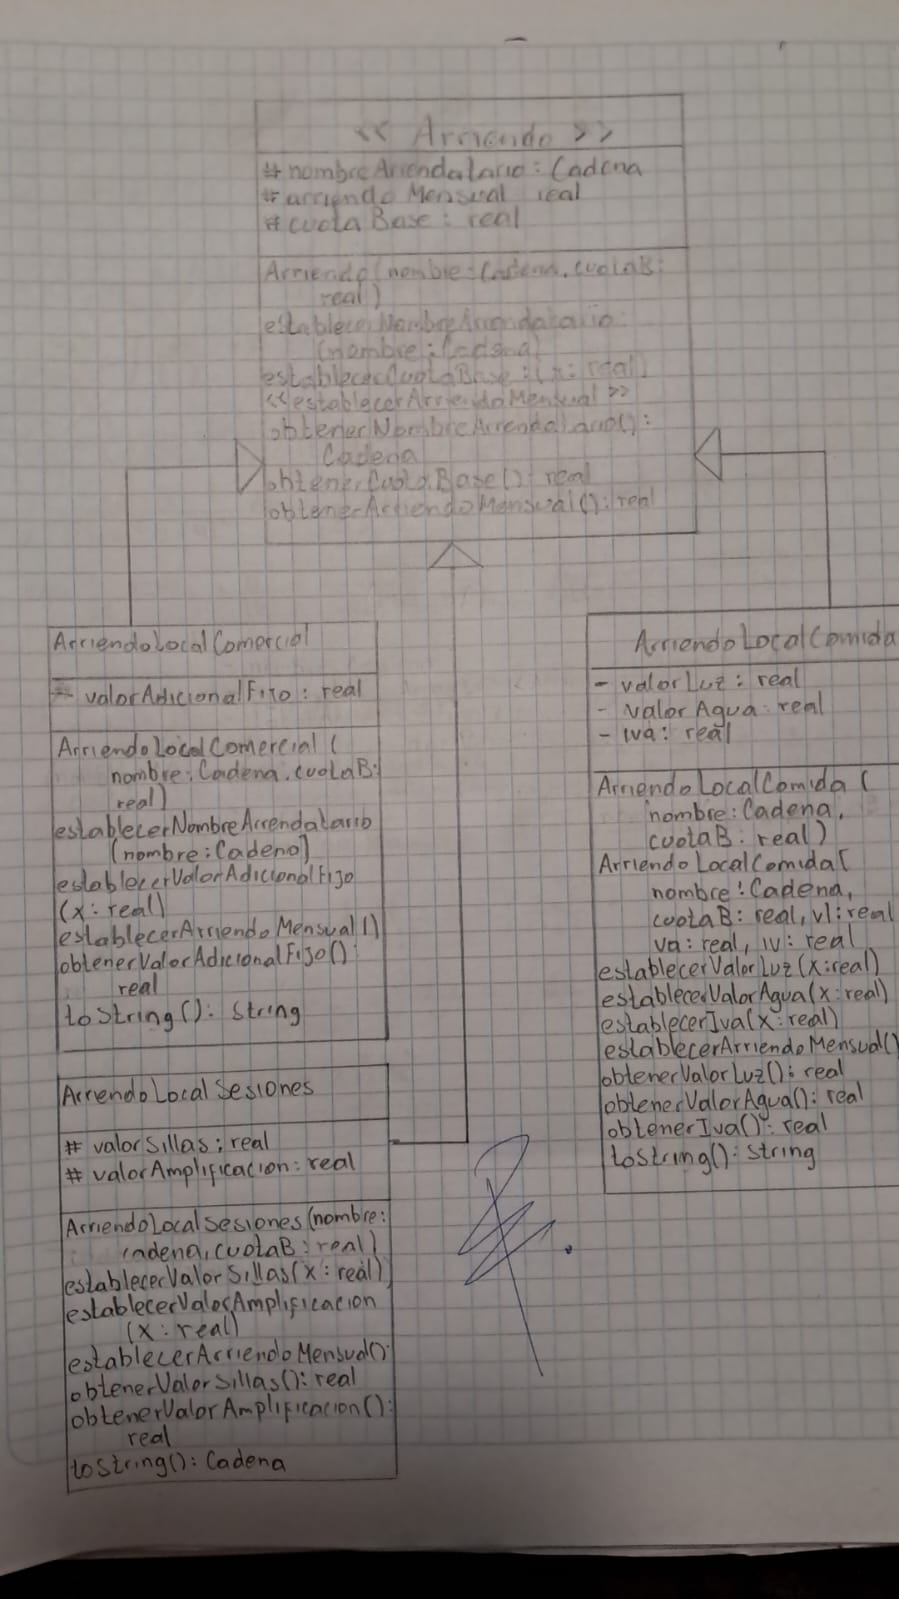 << Arriendo >>
# nombreArrendatario : Cadena
# arriendo Mensual real
# cuota Base : real
Arriendo (nombre : Cadena, cuotaB :
real)
establecerNombreArrendatario
(nombre : Cadena)
establecerCuotaBase : (x : real)
<< establecerArriendoMensual >>
obtenerNombreArrendatario() :
Cadena
obtenerCuotaBase() : real
obtenerArriendoMensual() : real
ArriendoLocalComercial
- valorAdicionalFijo : real
ArriendoLocalComercial (
nombre : Cadena, cuotaB :
real)
establecerNombreArrendatario
(nombre : Cadena)
establecerValorAdicionalFijo
(x : real)
establecerArriendoMensual ()
obtenerValorAdicionalFijo() :
real
toString() : String
ArriendoLocalSesiones
# valorSillas : real
# valorAmplificacion : real
ArriendoLocalSesiones (nombre :
cadena, cuotaB : real)
establecerValorSillas (x : real)
establecerValorAmplificacion
(x : real)
establecerArriendoMensual()
obtenerValorSillas() : real
obtenerValorAmplificacion() :
real
toString() : Cadena
ArriendoLocalComida
- valorLuz : real
- valorAgua : real
- iva : real
ArriendoLocalComida (
nombre : Cadena,
cuotaB : real)
ArriendoLocalComida (
nombre : Cadena,
cuotaB : real, vl : real
va : real, iv : real
establecerValorLuz (x : real)
establecerValorAgua (x : real)
establecerIva (x : real)
establecerArriendoMensual()
obtenerValorLuz() : real
obtenerValorAgua() : real
obtenerIva() : real
toString() : String